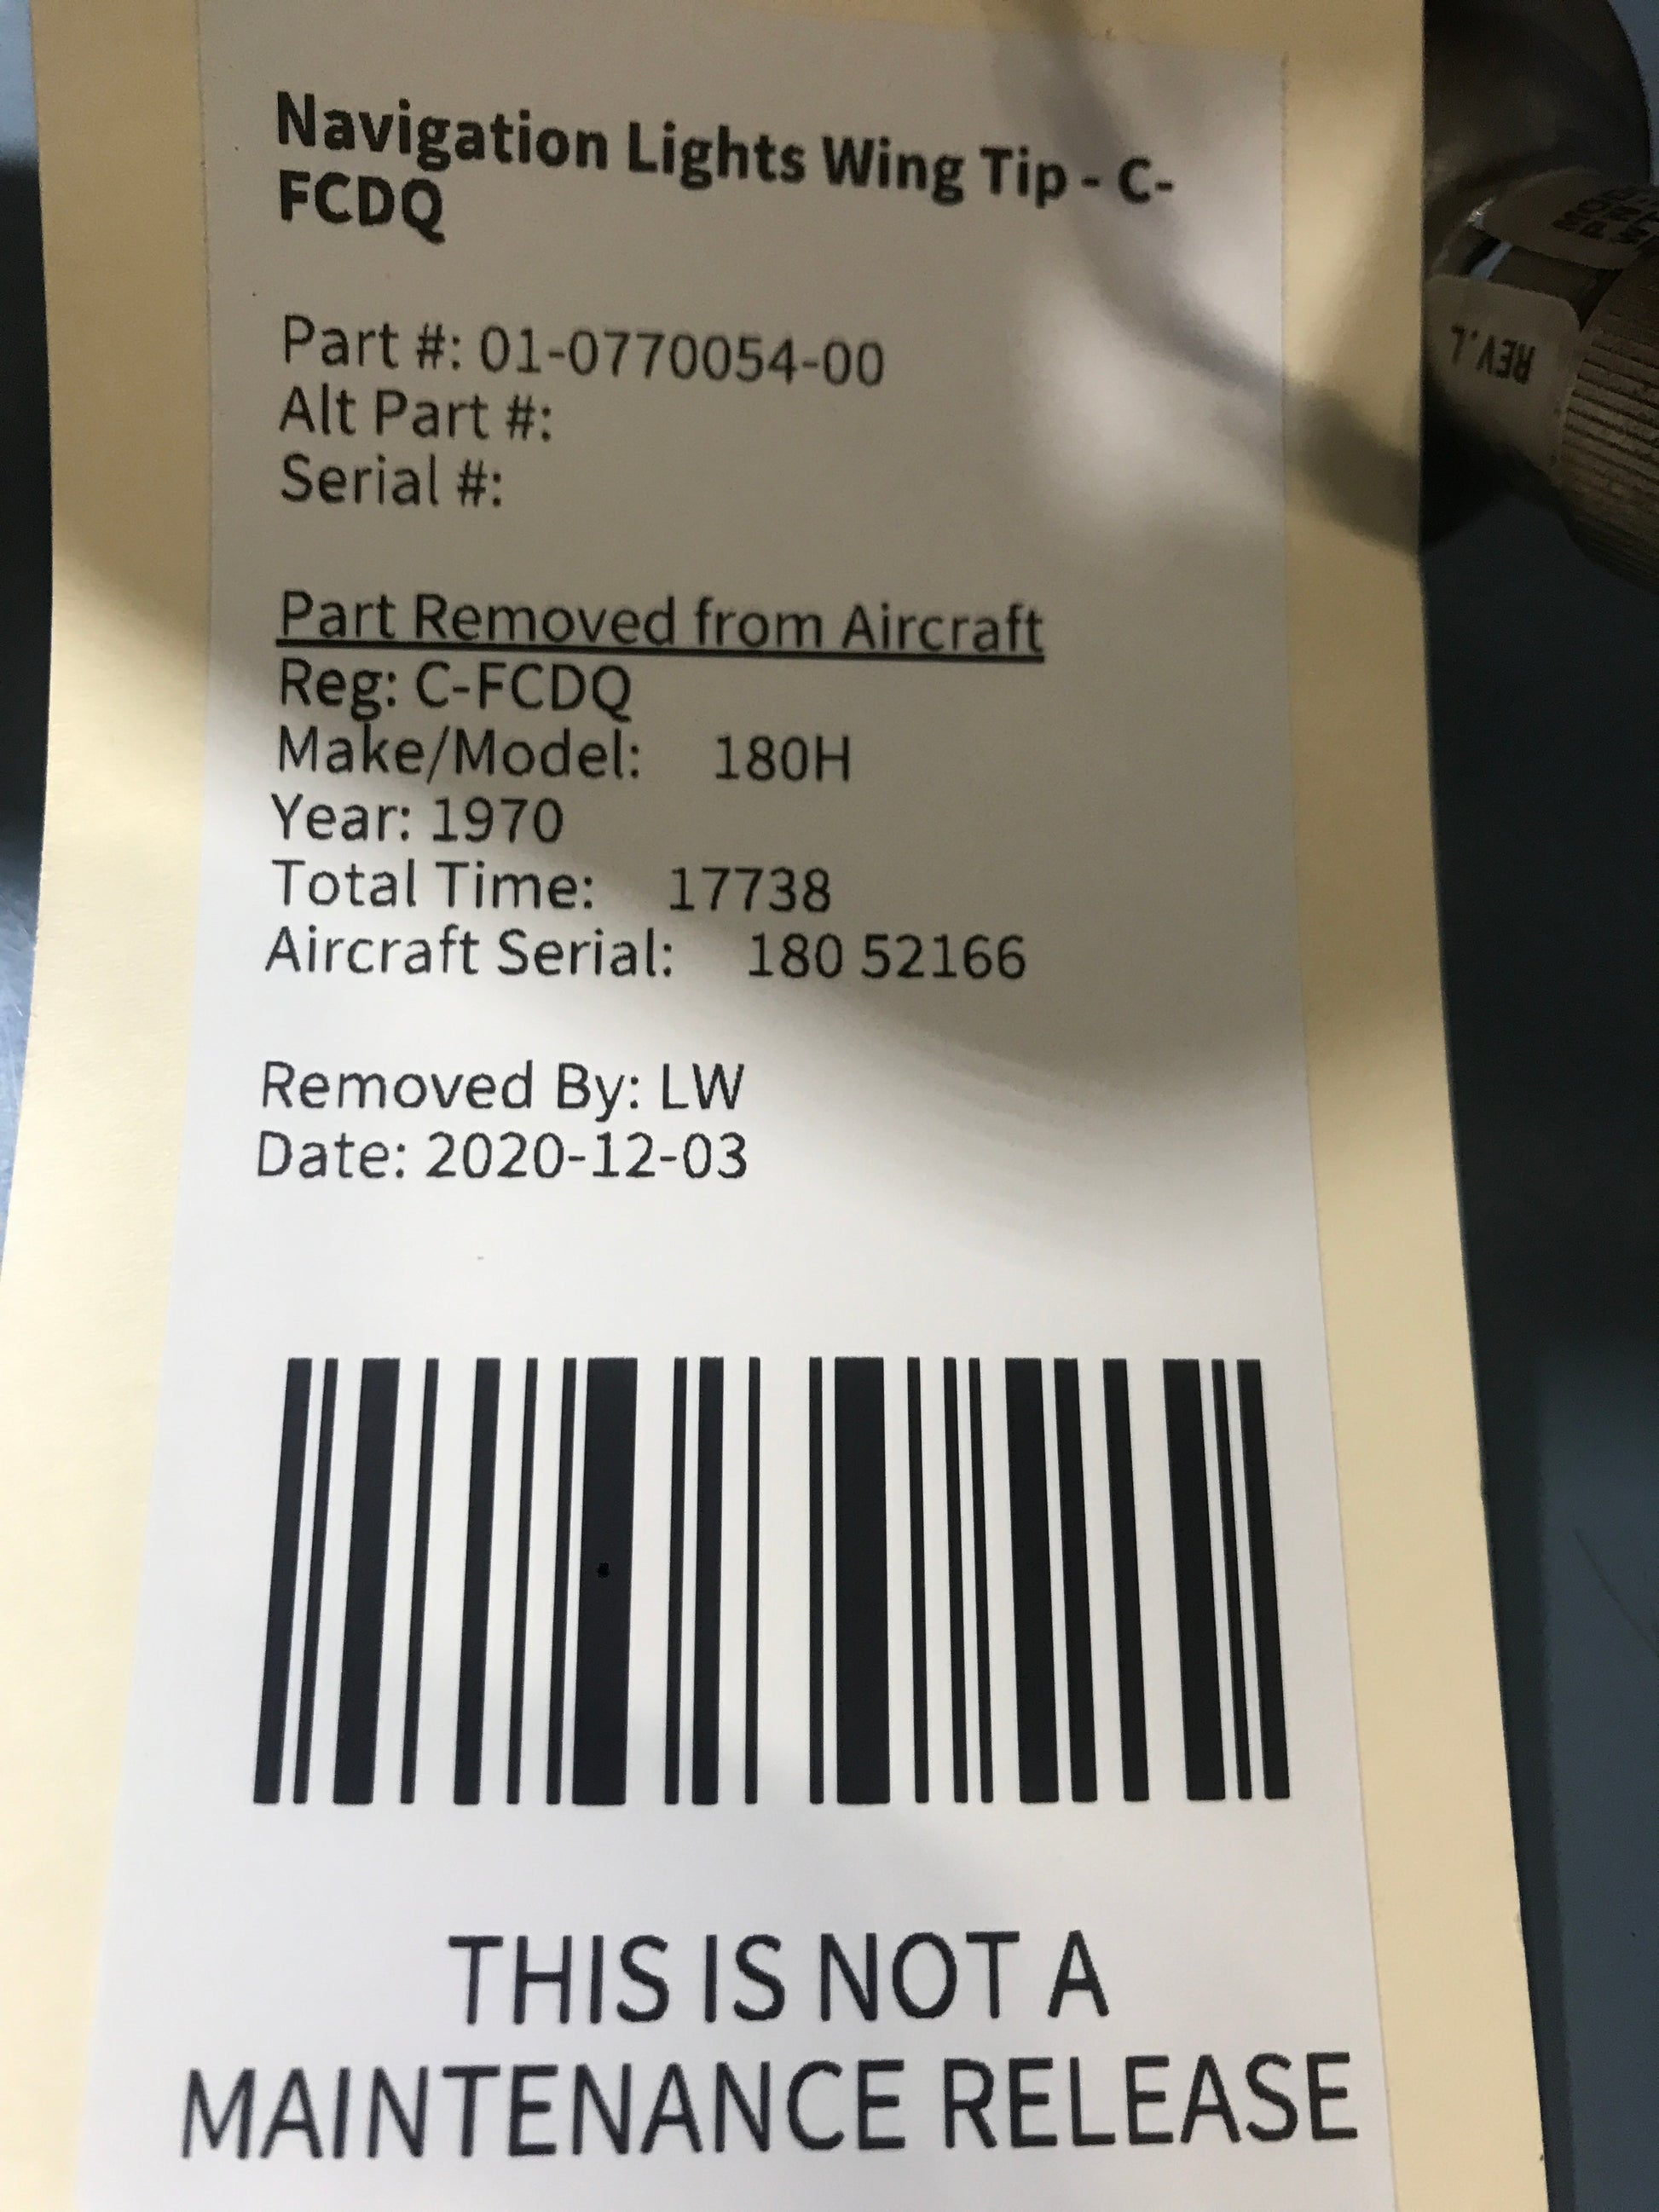 Navigation Lights Wing Tip - C-
FCDQ
Part #: 01-0770054-00
Alt Part #:
Serial #:
Part Removed from Aircraft
Reg: C-FCDQ
Make/Model: 180H
Year: 1970
Total Time: 17738
Aircraft Serial: 180 52166
Removed By: LW
Date: 2020-12-03
THIS IS NOT A
MAINTENANCE RELEASE
REV. L